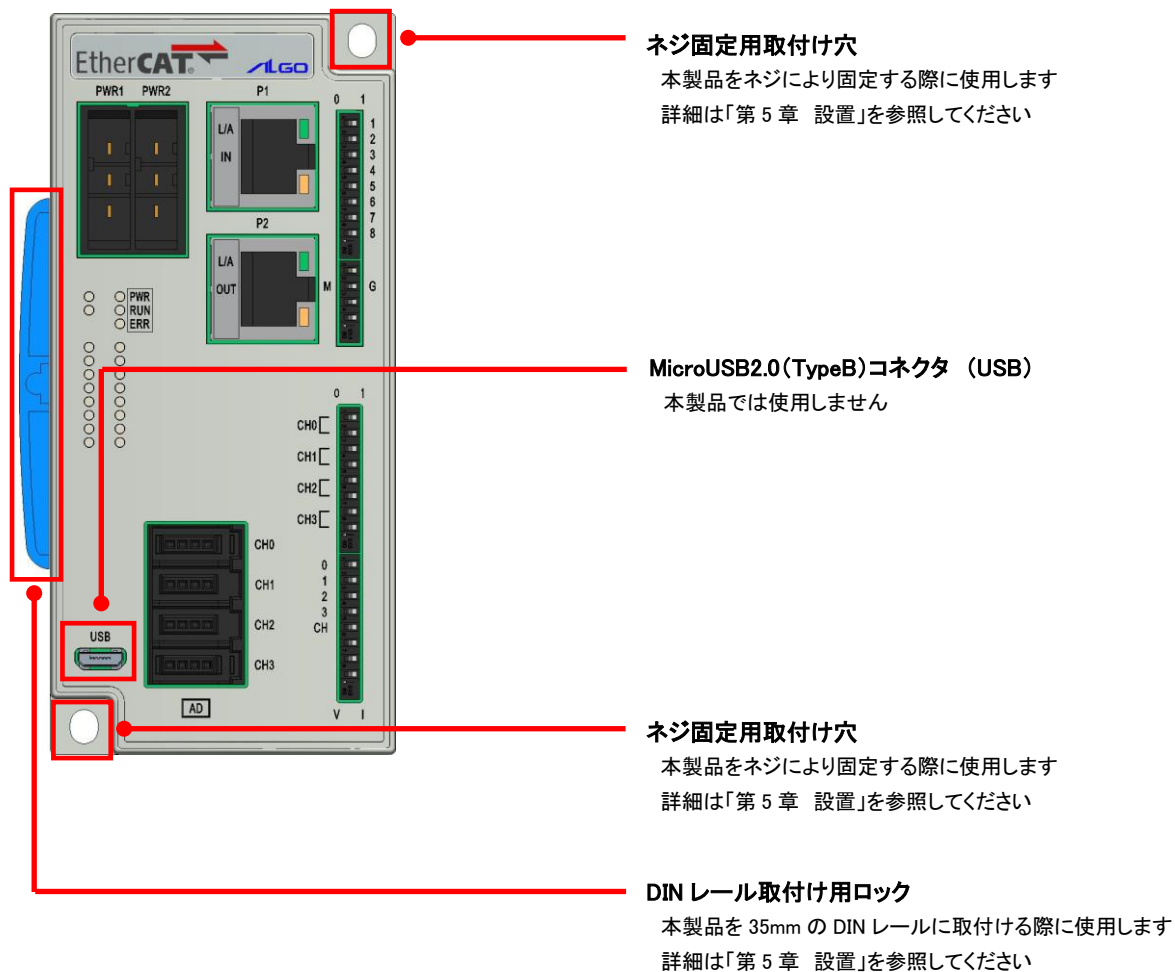 EtherCAT®
ALGO
PWR1 PWR2
P1
L/A
IN
P2
L/A
OUT
0 1
1
2
3
4
5
6
7
8
M G
PWR
RUN
ERR
0 1
CH0
CH1
CH2
CH3
0
1
2
3
CH
V I
CH0
CH1
CH2
CH3
AD
USB
ネジ固定用取付け穴
本製品をネジにより固定する際に使用します
詳細は「第 5 章 設置」を参照してください
MicroUSB2.0(TypeB)コネクタ (USB)
本製品では使用しません
ネジ固定用取付け穴
本製品をネジにより固定する際に使用します
詳細は「第 5 章 設置」を参照してください
DIN レール取付け用ロック
本製品を 35mm の DIN レールに取付ける際に使用します
詳細は「第 5 章 設置」を参照してください